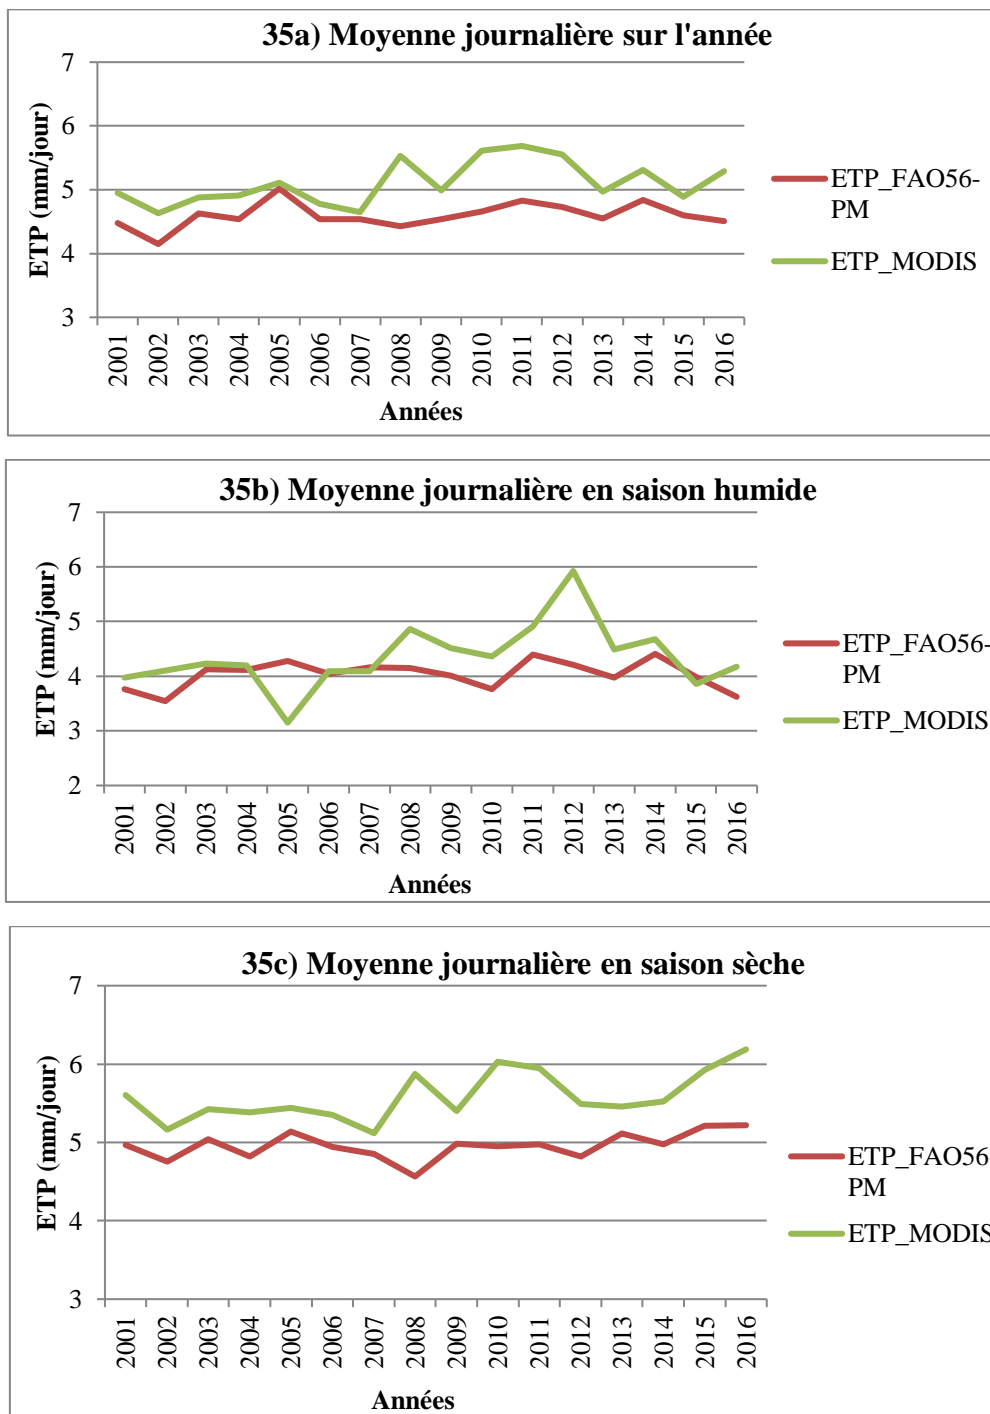 35a) Moyenne journalière sur l'année
7
6
5
4
3
ETP (mm/jour)
2001 2002 2003 2004 2005 2006 2007 2008 2009 2010 2011 2012 2013 2014 2015 2016
Années
ETP_FAO56-
PM
ETP_MODIS
35b) Moyenne journalière en saison humide
7
6
5
4
3
2
ETP (mm/jour)
2001 2002 2003 2004 2005 2006 2007 2008 2009 2010 2011 2012 2013 2014 2015 2016
Années
ETP_FAO56-
PM
ETP_MODIS
35c) Moyenne journalière en saison sèche
7
6
5
4
3
ETP (mm/jour)
2001 2002 2003 2004 2005 2006 2007 2008 2009 2010 2011 2012 2013 2014 2015 2016
Années
ETP_FAO56
PM
ETP_MODIS